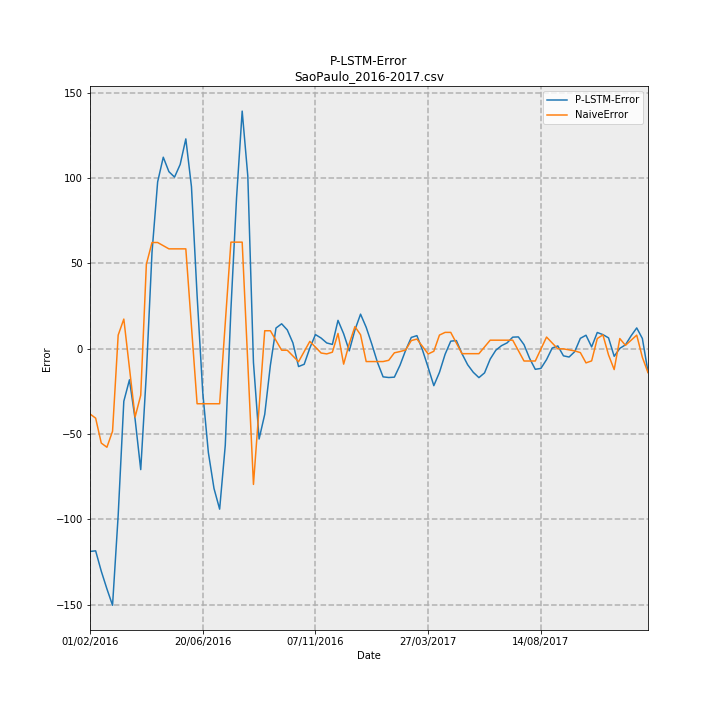 P-LSTM-Error
SaoPaulo_2016-2017.csv
P-LSTM-Error
NaiveError
150
100
50
0
−50
−100
−150
Error
01/02/2016
20/06/2016
07/11/2016
27/03/2017
14/08/2017
Date